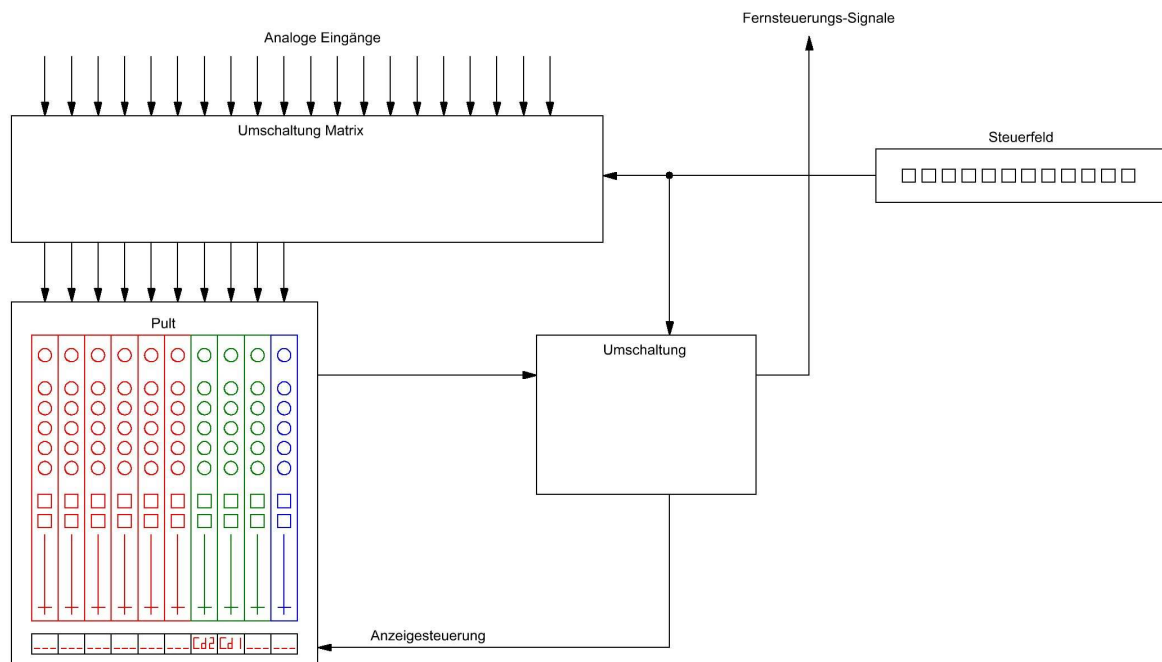 Fernsteuerungs-Signale
Analoge Eingänge
Umschaltung Matrix
Steuerfeld
Pult
Umschaltung
Anzeigesteuerung
--- --- --- --- --- --- Cd2 Cd1 --- ---